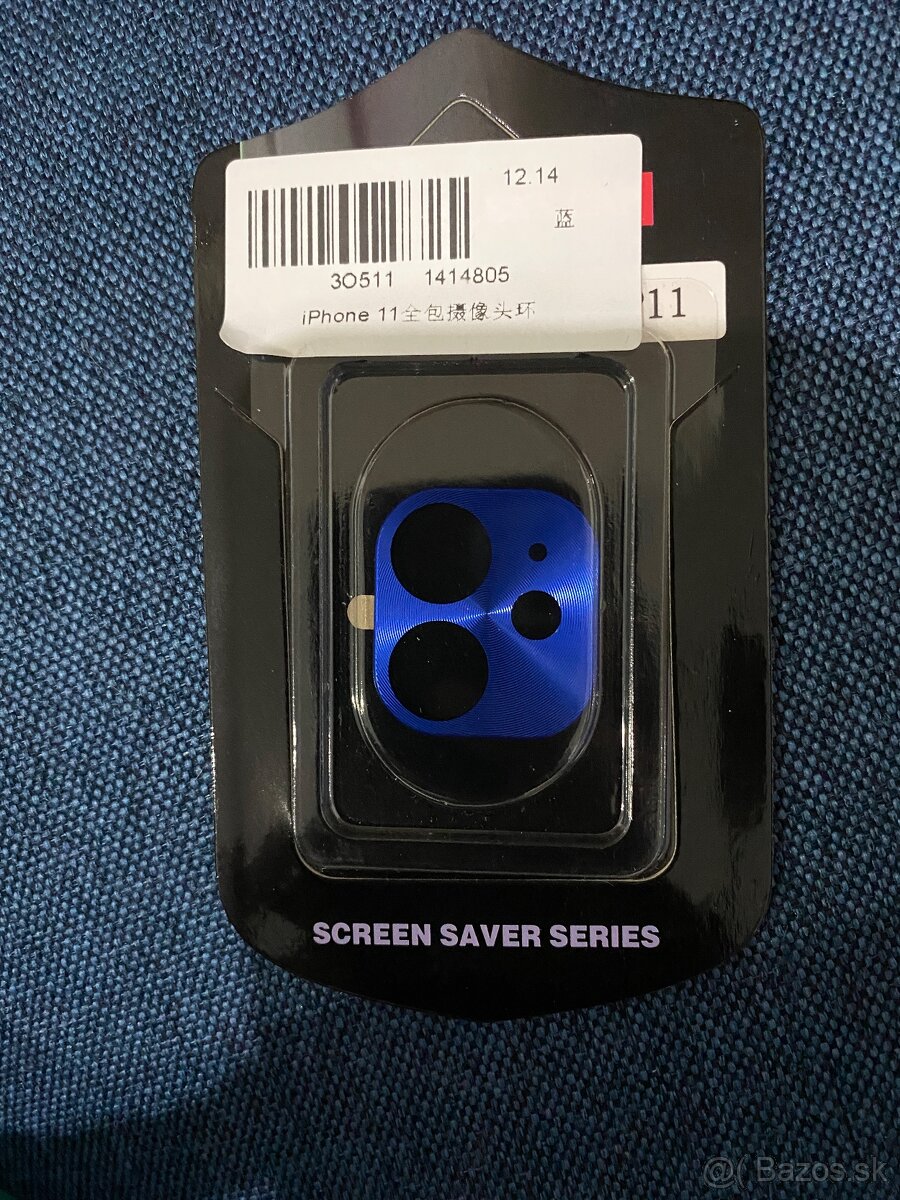 12.14
蓝
3O511 1414805
iPhone 11全包摄像头环
11
SCREEN SAVER SERIES
@( Bazos.sk